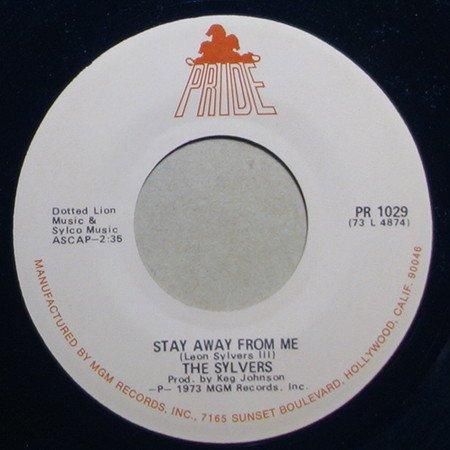 PRIDE
Dotted Lion
Music &
Sylco Music
ASCAP-2:35
PR 1029
(73 L 4874)
STAY AWAY FROM ME
(Leon Sylvers III)
THE SYLVERS
Prod. by Keg Johnson
-P- 1973 MGM Records, Inc.
MANUFACTURED BY MGM RECORDS, INC., 7165 SUNSET BOULEVARD, HOLLYWOOD, CALIF. 90046